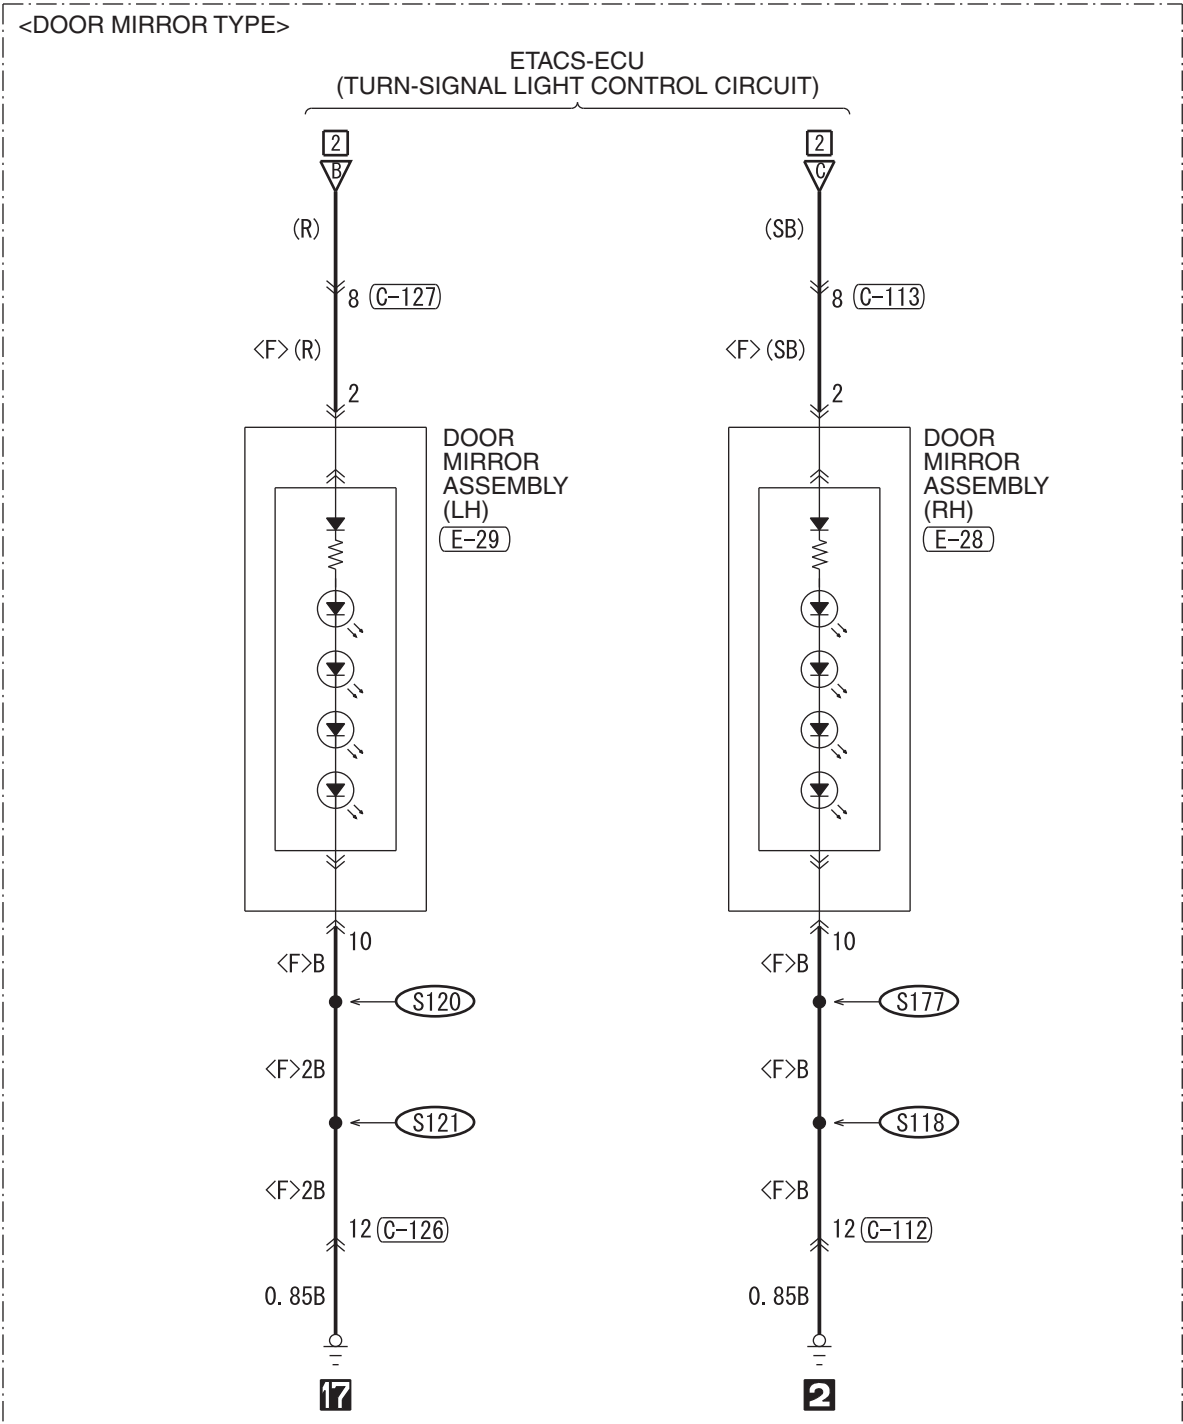 <DOOR MIRROR TYPE>
ETACS-ECU
(TURN-SIGNAL LIGHT CONTROL CIRCUIT)
2 2
B C
(R) (SB)
8 C-127 8 C-113
<F>(R) <F>(SB)
2 2
DOOR
MIRROR
ASSEMBLY
(LH)
E-29
DOOR
MIRROR
ASSEMBLY
(RH)
E-28
10 10
<F>B <F>B
S120 S177
<F>2B <F>B
S121 S118
<F>2B <F>B
12 C-126 12 C-112
0.85B 0.85B
17 2